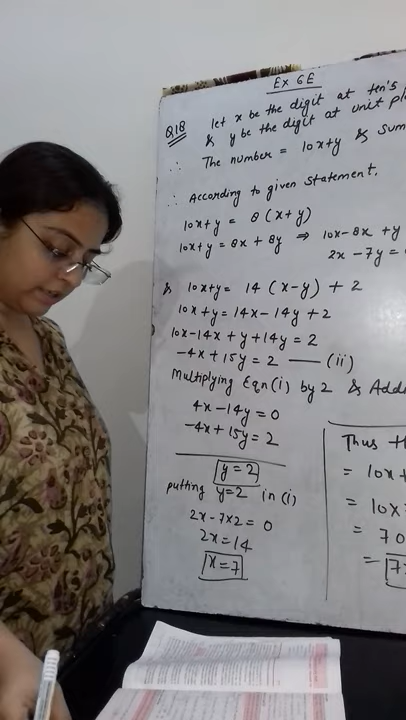 Ex 6E
Q18 let x be the digit at ten's
& y be the digit at unit
∴ The number = 10x+y & Sum
∴ According to given statement.
10x+y = 8(x+y)
10x+y = 8x + 8y ⇒ 10x-8x + y
2x - 7y =
& 10x+y = 14 (x-y) + 2
10x+y = 14x-14y+2
10x-14x + y+14y = 2
-4x+15y = 2 — (ii)
Multiplying Eqn(i) by 2 &
4x-14y = 0
-4x+15y = 2
y=2
putting y=2 in (i)
2x-7x2 = 0
2x=14
x=7
Thus
= 10x+
= 10x
= 70
=